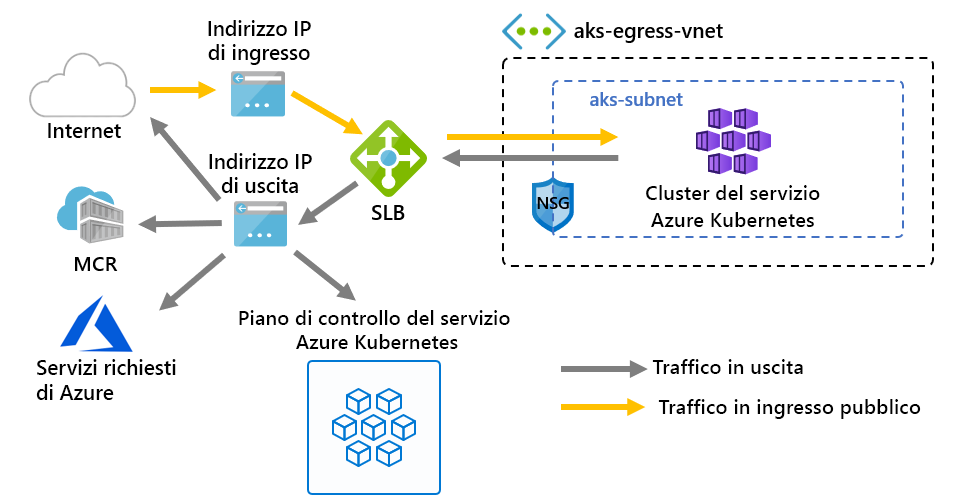 Indirizzo IP
di ingresso
aks-egress-vnet
aks-subnet
Internet
Indirizzo IP
di uscita
SLB
NSG
Cluster del servizio
Azure Kubernetes
MCR
Piano di controllo del servizio
Azure Kubernetes
Servizi richiesti
di Azure
Traffico in uscita
Traffico in ingresso pubblico